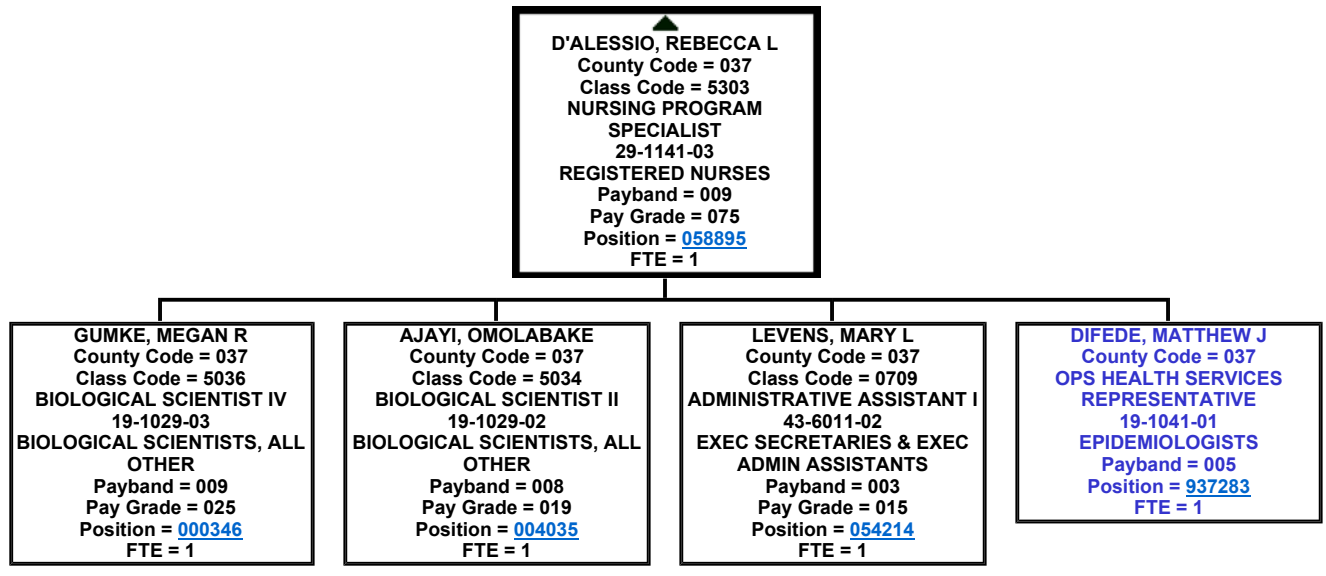 D'ALESSIO, REBECCA L
County Code = 037
Class Code = 5303
NURSING PROGRAM
SPECIALIST
29-1141-03
REGISTERED NURSES
Payband = 009
Pay Grade = 075
Position = 058895
FTE = 1
GUMKE, MEGAN R
County Code = 037
Class Code = 5036
BIOLOGICAL SCIENTIST IV
19-1029-03
BIOLOGICAL SCIENTISTS, ALL
OTHER
Payband = 009
Pay Grade = 025
Position = 000346
FTE = 1
AJAYI, OMOLABAKE
County Code = 037
Class Code = 5034
BIOLOGICAL SCIENTIST II
19-1029-02
BIOLOGICAL SCIENTISTS, ALL
OTHER
Payband = 008
Pay Grade = 019
Position = 004035
FTE = 1
LEVENS, MARY L
County Code = 037
Class Code = 0709
ADMINISTRATIVE ASSISTANT I
43-6011-02
EXEC SECRETARIES & EXEC
ADMIN ASSISTANTS
Payband = 003
Pay Grade = 015
Position = 054214
FTE = 1
DIFEDE, MATTHEW J
County Code = 037
OPS HEALTH SERVICES
REPRESENTATIVE
19-1041-01
EPIDEMIOLOGISTS
Payband = 005
Position = 937283
FTE = 1